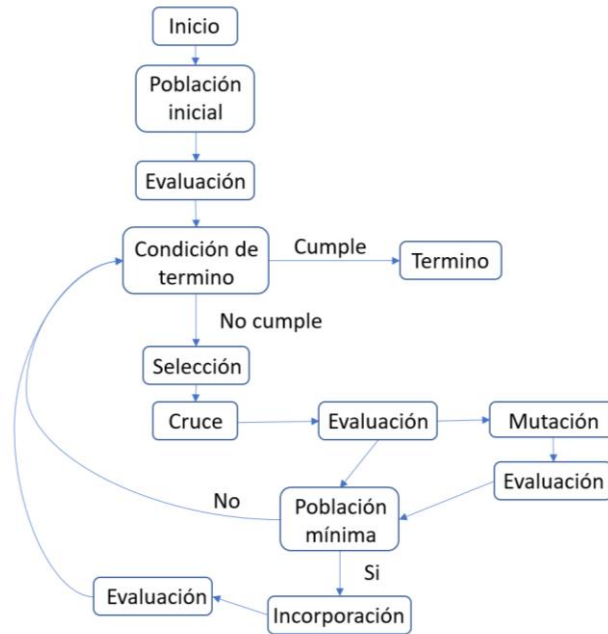 Inicio
Población
inicial
Evaluación
Condición de
termino
Cumple
Termino
No cumple
Selección
Cruce
Evaluación
Mutación
Evaluación
No
Población
mínima
Si
Evaluación
Incorporación